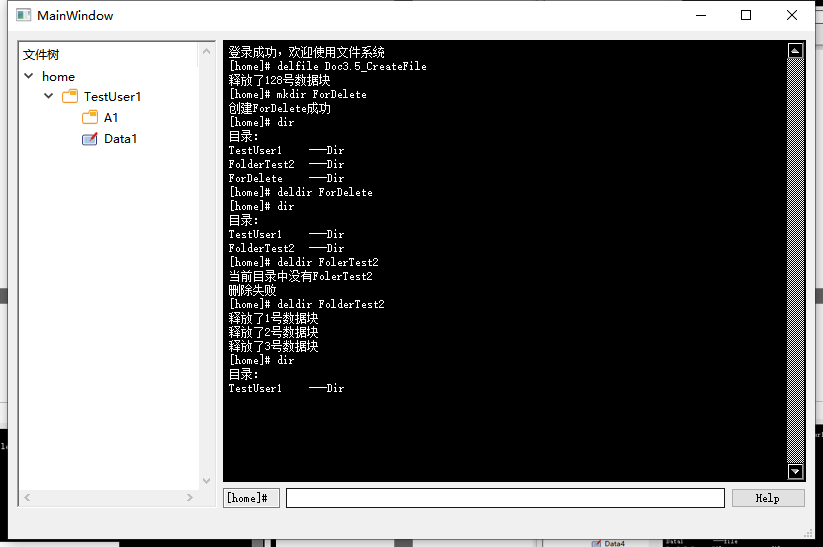 MainWindow
文件树
home
TestUser1
A1
Data1
登录成功，欢迎使用文件系统
[home]# delfile Doc3.5_CreateFile
释放了128号数据块
[home]# mkdir ForDelete
创建ForDelete成功
[home]# dir
目录：
TestUser1 ---Dir
FolderTest2 ---Dir
ForDelete ---Dir
[home]# deldir ForDelete
[home]# dir
目录：
TestUser1 ---Dir
FolderTest2 ---Dir
[home]# deldir FolerTest2
当前目录中没有FolerTest2
删除失败
[home]# deldir FolderTest2
释放了1号数据块
释放了2号数据块
释放了3号数据块
[home]# dir
目录：
TestUser1 ---Dir
[home]#
Help
Data4